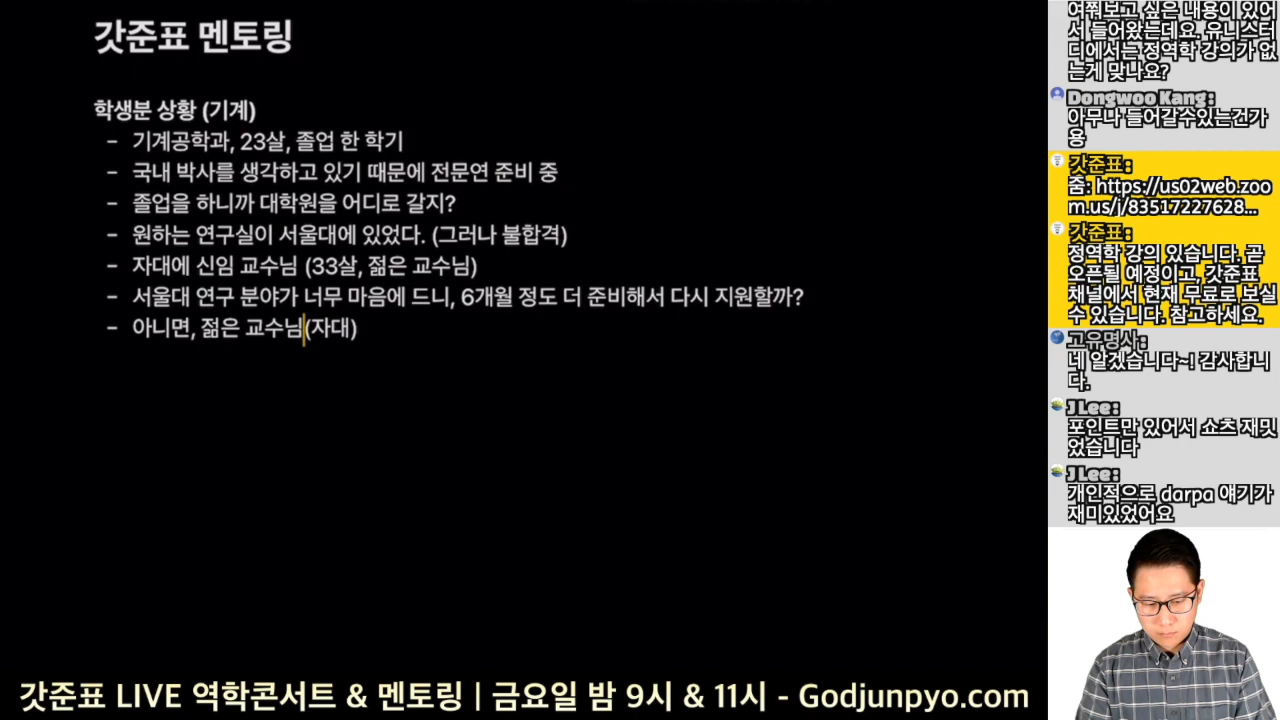 갓준표 멘토링
학생분 상황 (기계)
- 기계공학과, 23살, 졸업 한 학기
- 국내 박사를 생각하고 있기 때문에 전문연 준비 중
- 졸업을 하니까 대학원을 어디로 갈지?
- 원하는 연구실이 서울대에 있었다. (그러나 불합격)
- 자대에 신임 교수님 (33살, 젊은 교수님)
- 서울대 연구 분야가 너무 마음에 드니, 6개월 정도 더 준비해서 다시 지원할까?
- 아니면, 젊은 교수님(자대)
여쭤보고 싶은 내용이 있어
서 들어왔는데요. 유니스터
디에서는 정역학 강의가 없
는게 맞나요?
Dongwoo Kang:
아무나 들어갈수있는건가
용
갓준표:
줌: https://us02web.zoo
m.us/j/83517227628...
갓준표:
정역학 강의 있습니다. 곧
오픈될 예정이고, 갓준표
채널에서 현재 무료로 보실
수 있습니다. 참고하세요.
고유명사:
네 알겠습니다~! 감사합니
다.
J Lee:
포인트만 있어서 쇼츠 재밋
었습니다
J Lee:
개인적으로 darpa 얘기가
재미있었어요
갓준표 LIVE 역학콘서트 & 멘토링 | 금요일 밤 9시 & 11시 - Godjunpyo.com